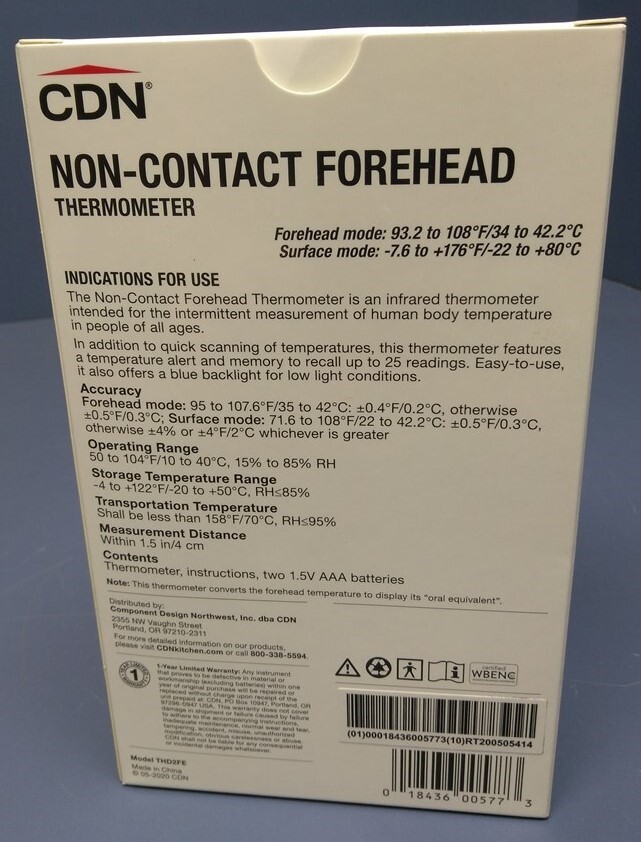 CDN®
NON-CONTACT FOREHEAD
THERMOMETER
Forehead mode: 93.2 to 108°F/34 to 42.2°C
Surface mode: -7.6 to +176°F/-22 to +80°C
INDICATIONS FOR USE
The Non-Contact Forehead Thermometer is an infrared thermometer
intended for the intermittent measurement of human body temperature
in people of all ages.
In addition to quick scanning of temperatures, this thermometer features
a temperature alert and memory to recall up to 25 readings. Easy-to-use,
it also offers a blue backlight for low light conditions.
Accuracy
Forehead mode: 95 to 107.6°F/35 to 42°C: ±0.4°F/0.2°C, otherwise
±0.5°F/0.3°C; Surface mode: 71.6 to 108°F/22 to 42.2°C: ±0.5°F/0.3°C,
otherwise ±4% or ±4°F/2°C whichever is greater
Operating Range
50 to 104°F/10 to 40°C, 15% to 85% RH
Storage Temperature Range
-4 to +122°F/-20 to +50°C, RH≤85%
Transportation Temperature
Shall be less than 158°F/70°C, RH≤95%
Measurement Distance
Within 1.5 in/4 cm
Contents
Thermometer, instructions, two 1.5V AAA batteries
Note: This thermometer converts the forehead temperature to display its "oral equivalent".
Distributed by:
Component Design Northwest, Inc. dba CDN
2355 NW Vaughn Street
Portland, OR 97210-2311
For more detailed information on our products,
please visit CDNkitchen.com or call 800-338-5594.
1
1-Year Limited Warranty: Any instrument
that proves to be defective in material or
workmanship (excluding batteries) within one
year of original purchase will be repaired or
replaced without charge upon receipt of the
unit prepaid at: CDN, PO Box 10947, Portland, OR
97296-0947 USA. This warranty does not cover
damage in shipment or failure caused by failure
to adhere to the accompanying instructions,
inadequate maintenance, normal wear and tear,
tampering, accident, misuse, unauthorized
modification, obvious carelessness or abuse.
CDN shall not be liable for any consequential
or incidental damages whatsoever.
Model THD2FE
Made in China
© 05-2020 CDN
certified
WBENC
(01)00018436005773(10)RT200505414
0 18436 00577 3